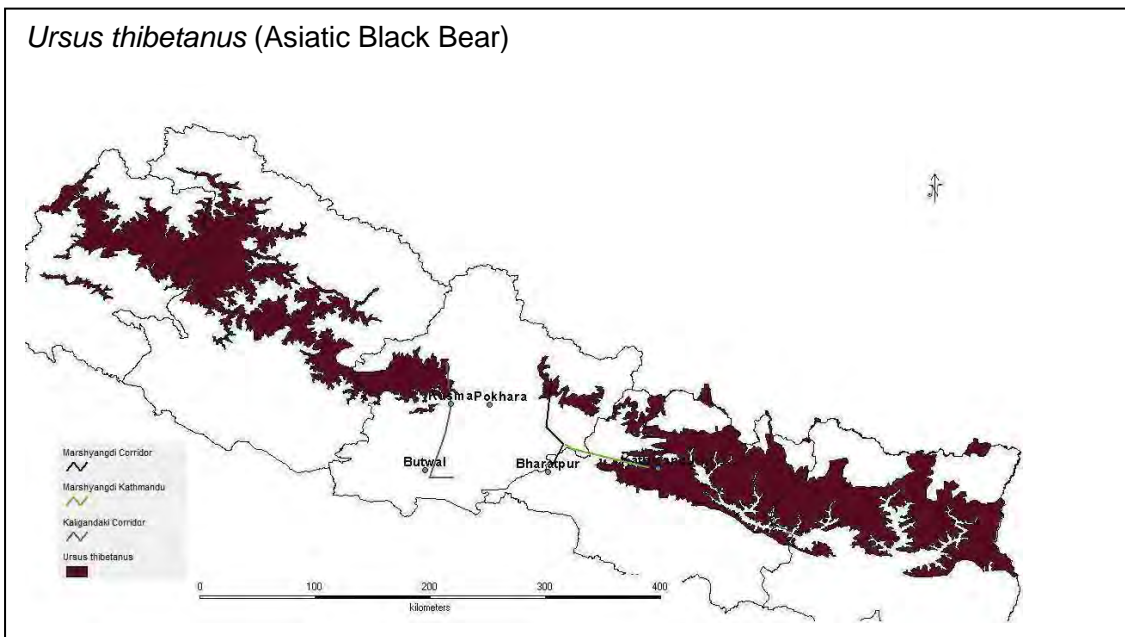 Ursus thibetanus (Asiatic Black Bear)
Kusma Pokhara
Butwal
Bharatpur
Marshyangdi Corridor
Marshyangdi Kathmandu
Kaligandaki Corridor
Ursus thibetanus
0 100 200 300 400
kilometers